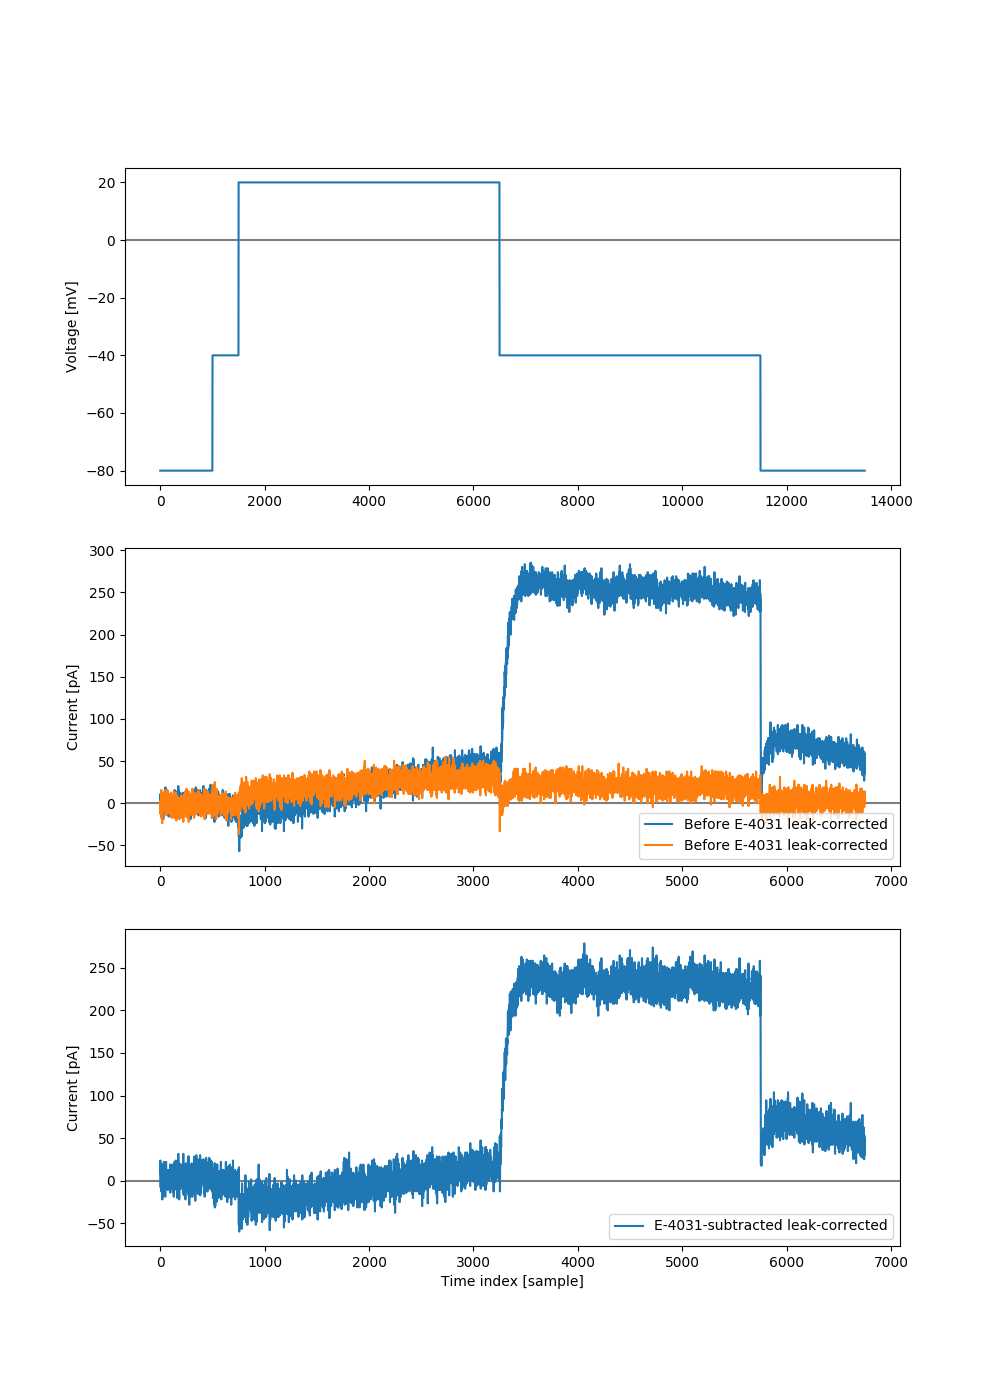 20
0
−20
−40
−60
−80
Voltage [mV]
0 2000 4000 6000 8000 10000 12000 14000
300
250
200
150
100
50
0
−50
Current [pA]
Before E-4031 leak-corrected
Before E-4031 leak-corrected
0 1000 2000 3000 4000 5000 6000 7000
250
200
150
100
50
0
−50
Current [pA]
E-4031-subtracted leak-corrected
0 1000 2000 3000 4000 5000 6000 7000
Time index [sample]